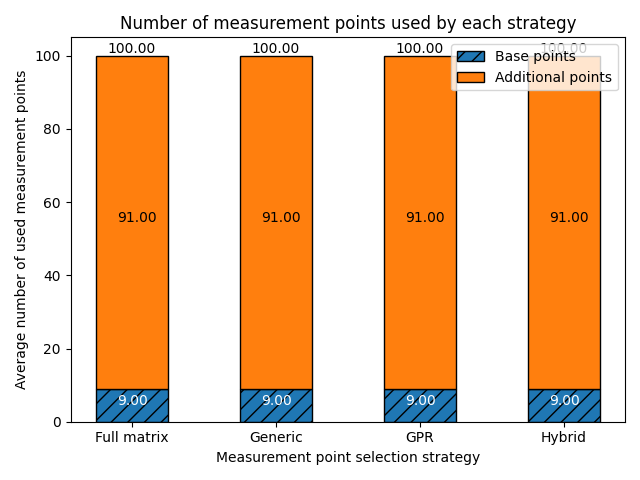 Number of measurement points used by each strategy
Average number of used measurement points
100
80
60
40
20
0
100.00 100.00 100.00 100.00
Base points
Additional points
91.00 91.00 91.00 91.00
9.00 9.00 9.00 9.00
Full matrix Generic GPR Hybrid
Measurement point selection strategy